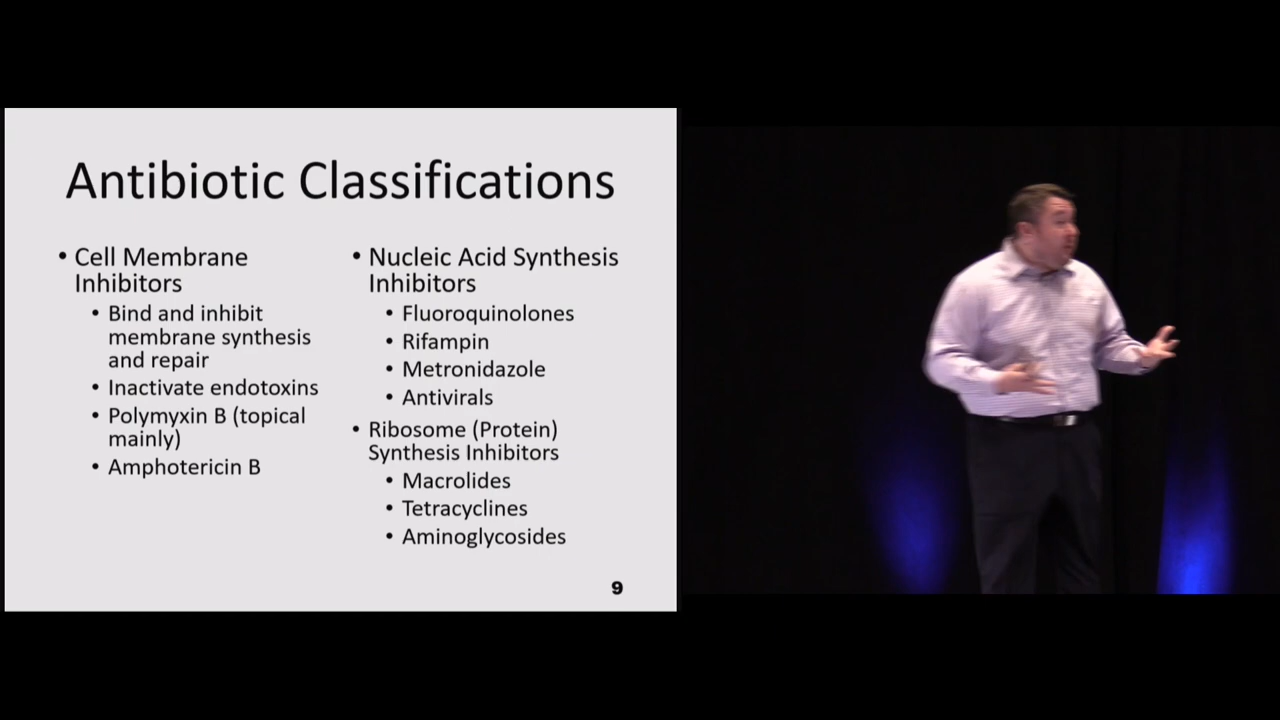 Antibiotic Classifications
• Cell Membrane
Inhibitors
• Bind and inhibit
membrane synthesis
and repair
• Inactivate endotoxins
• Polymyxin B (topical
mainly)
• Amphotericin B
• Nucleic Acid Synthesis
Inhibitors
• Fluoroquinolones
• Rifampin
• Metronidazole
• Antivirals
• Ribosome (Protein)
Synthesis Inhibitors
• Macrolides
• Tetracyclines
• Aminoglycosides
9